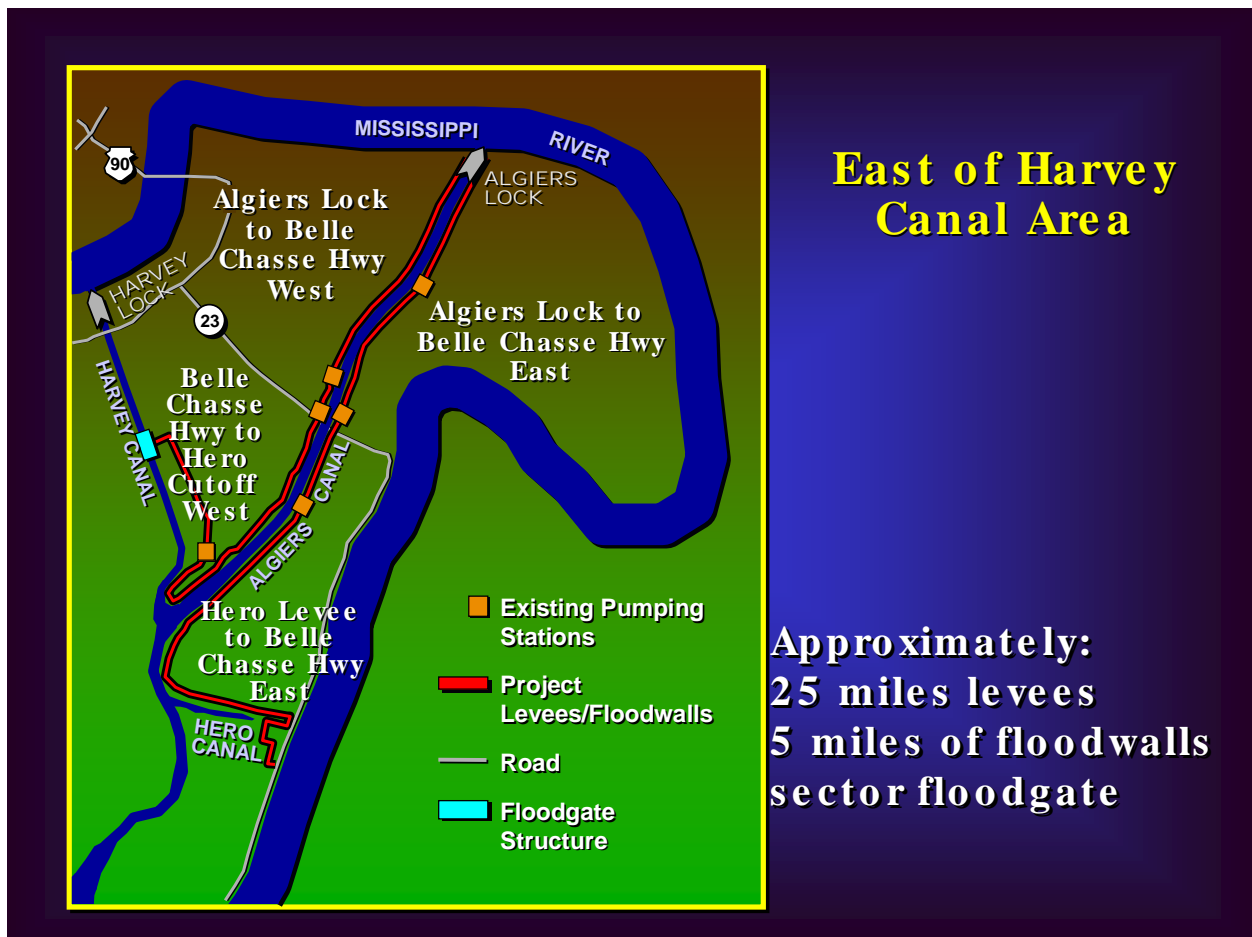 East of Harvey
Canal Area
MISSISSIPPI
RIVER
90
ALGIERS
LOCK
Algiers Lock
to Belle
Chasse Hwy
West
HARVEY
LOCK
23
Algiers Lock to
Belle Chasse Hwy
East
HARVEY CANAL
Belle
Chasse
Hwy to
Hero
Cutoff
West
ALGIERS CANAL
Hero Levee
to Belle
Chasse Hwy
East
HERO
CANAL
Existing Pumping
Stations
Project
Levees/Floodwalls
Road
Floodgate
Structure
Approximately:
25 miles levees
5 miles of floodwalls
sector floodgate